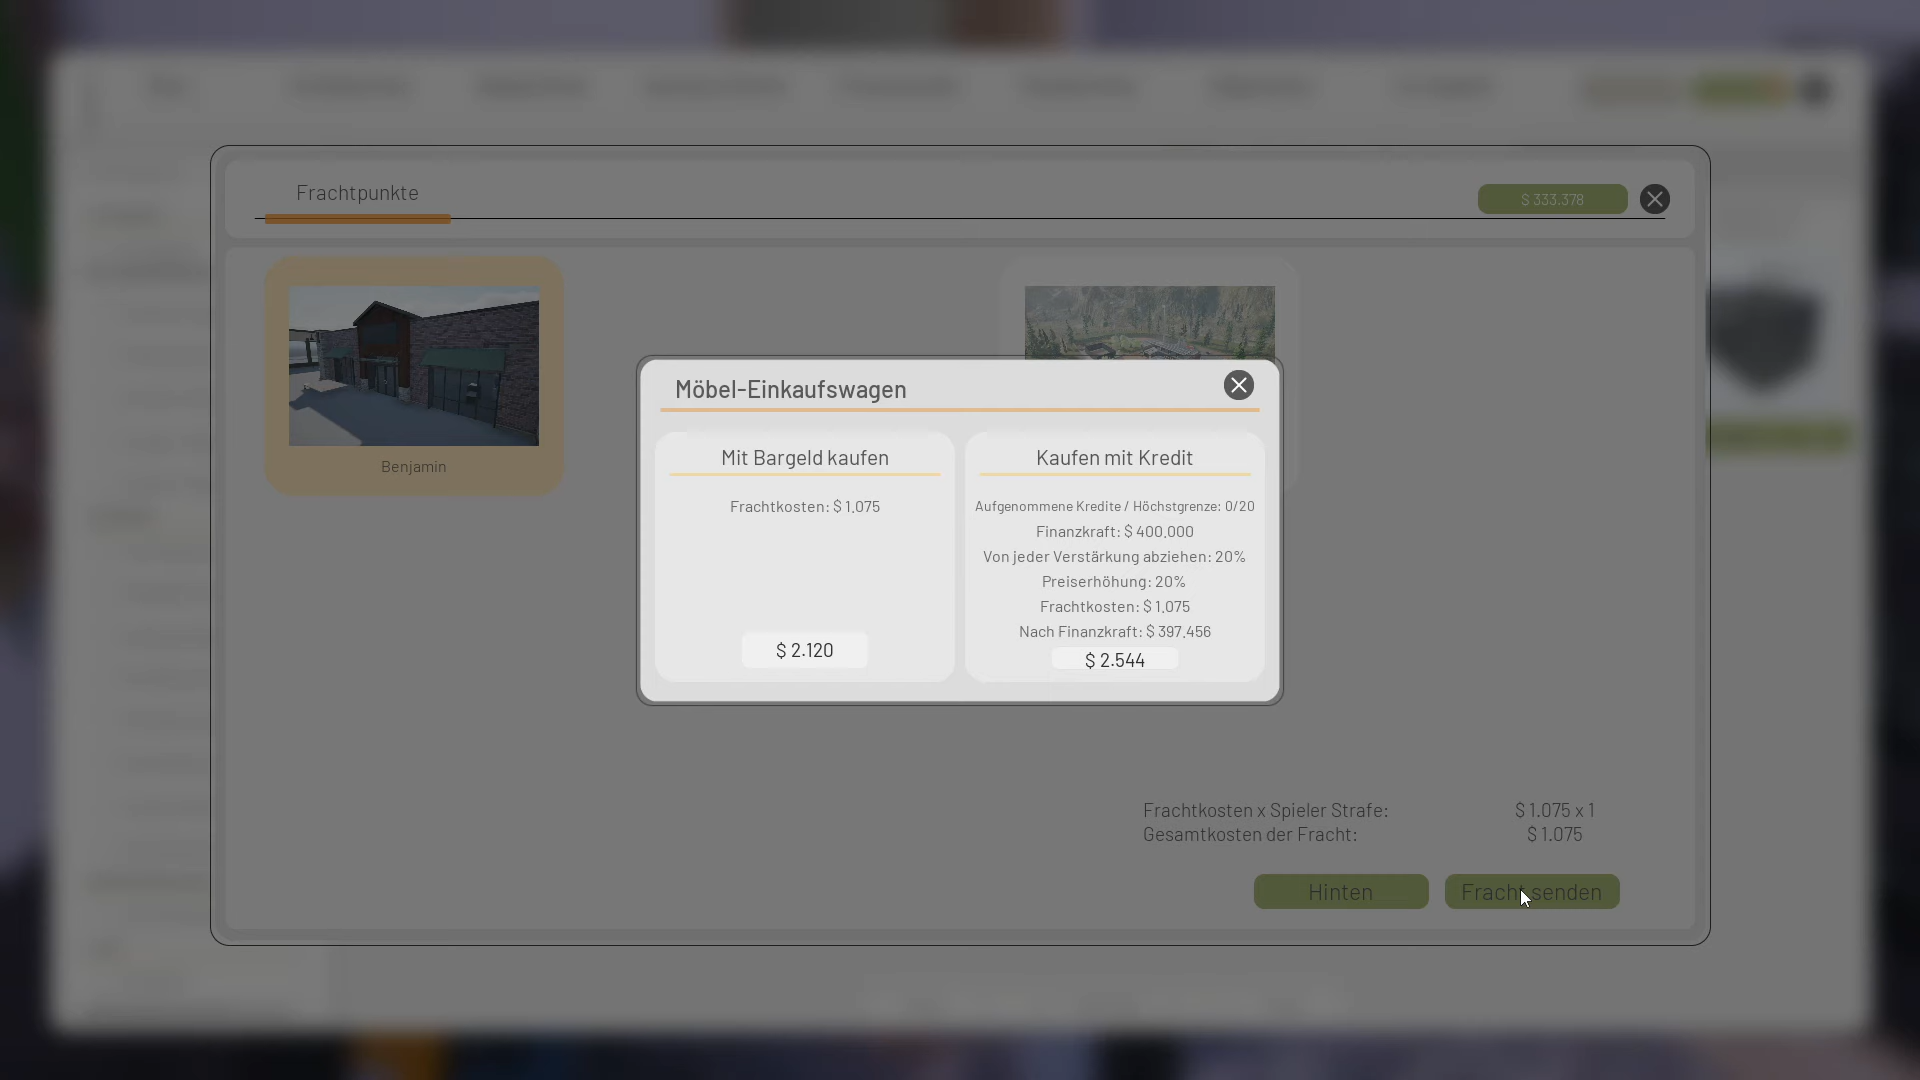 Frachtpunkte
$ 333.378
Benjamin
Möbel-Einkaufswagen
Mit Bargeld kaufen
Frachtkosten: $ 1.075
$ 2.120
Kaufen mit Kredit
Aufgenommene Kredite / Höchstgrenze: 0/20
Finanzkraft: $ 400.000
Von jeder Verstärkung abziehen: 20%
Preiserhöhung: 20%
Frachtkosten: $ 1.075
Nach Finanzkraft: $ 397.456
$ 2.544
Frachtkosten x Spieler Strafe: $ 1.075 x 1
Gesamtkosten der Fracht: $ 1.075
Hinten
Fracht senden